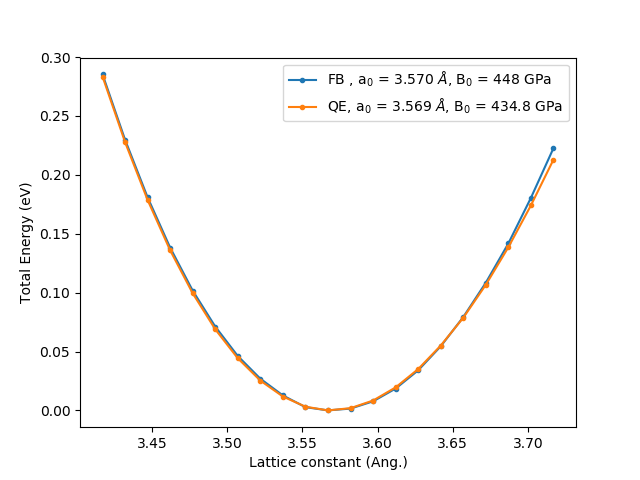 FB , a₀ = 3.570 Å, B₀ = 448 GPa
QE, a₀ = 3.569 Å, B₀ = 434.8 GPa
0.30
0.25
0.20
0.15
0.10
0.05
0.00
Total Energy (eV)
3.45 3.50 3.55 3.60 3.65 3.70
Lattice constant (Ang.)